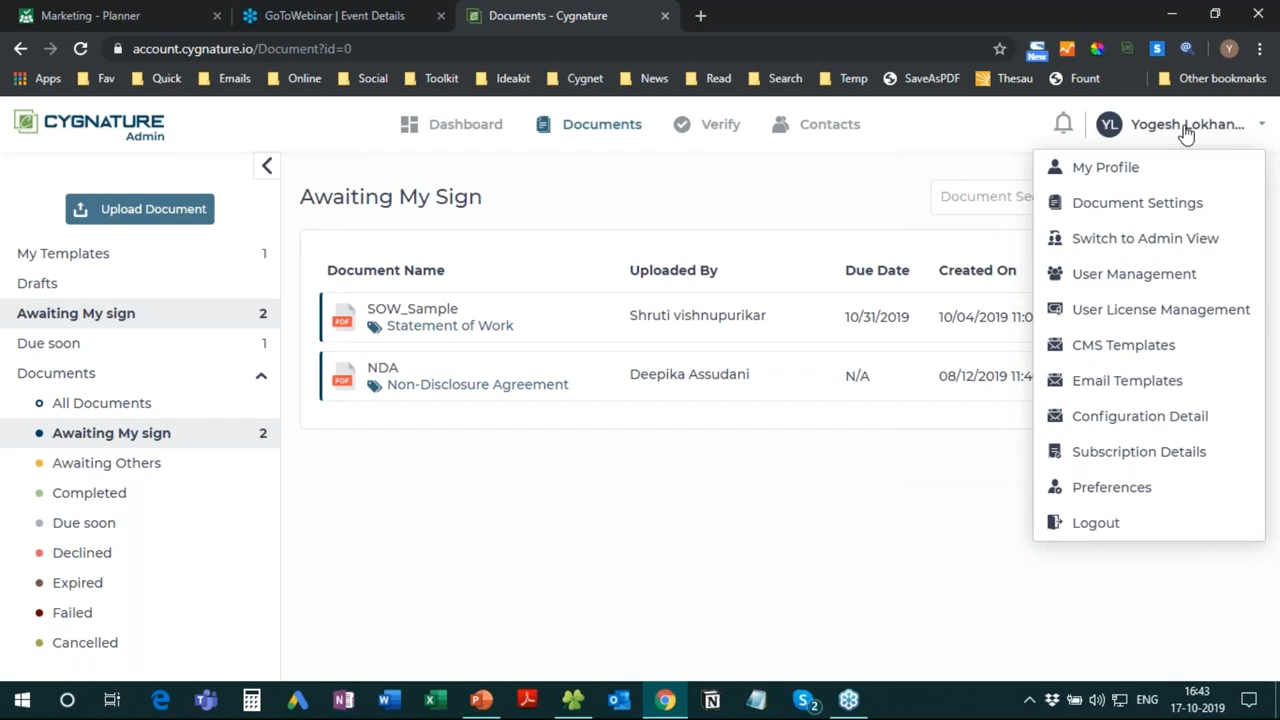 Marketing - Planner
GoToWebinar | Event Details
Documents - Cygnature
account.cygnature.io/Document?id=0
New
S
Y
Apps
Fav
Quick
Emails
Online
Social
Toolkit
Ideakit
Cygnet
News
Read
Search
Temp
SaveAsPDF
Thesau
Fount
Other bookmarks
CYGNATURE
Admin
Dashboard
Documents
Verify
Contacts
YL
Yogesh Lokhan...
Upload Document
My Templates 1
Drafts
Awaiting My sign 2
Due soon 1
Documents
All Documents
Awaiting My sign 2
Awaiting Others
Completed
Due soon
Declined
Expired
Failed
Cancelled
Awaiting My Sign
Document Se
Document Name Uploaded By Due Date Created On
PDF
SOW_Sample
Statement of Work
Shruti vishnupurikar
10/31/2019
10/04/2019 11:0
PDF
NDA
Non-Disclosure Agreement
Deepika Assudani
N/A
08/12/2019 11:4
My Profile
Document Settings
Switch to Admin View
User Management
User License Management
CMS Templates
Email Templates
Configuration Detail
Subscription Details
Preferences
Logout
2
ENG
16:43
17-10-2019